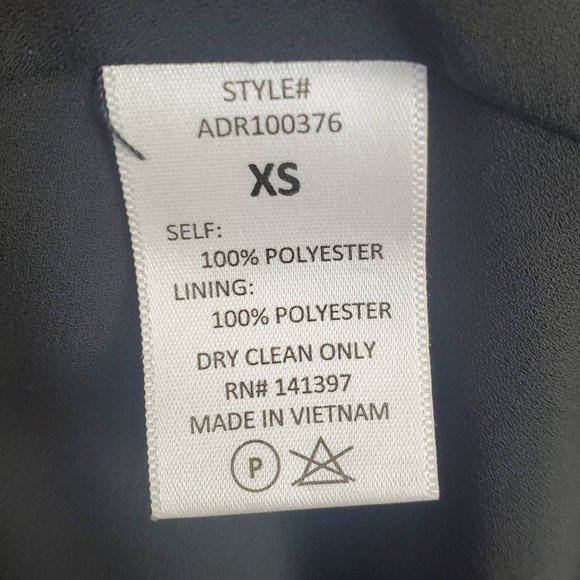 STYLE#
ADR100376
XS
SELF:
100% POLYESTER
LINING:
100% POLYESTER
DRY CLEAN ONLY
RN# 141397
MADE IN VIETNAM
P